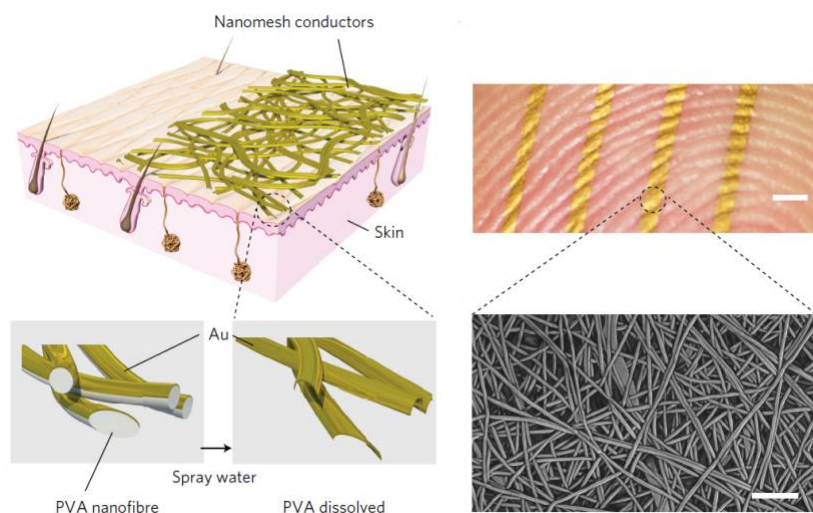 Nanomesh conductors
Skin
Au
Spray water
PVA nanofibre
PVA dissolved